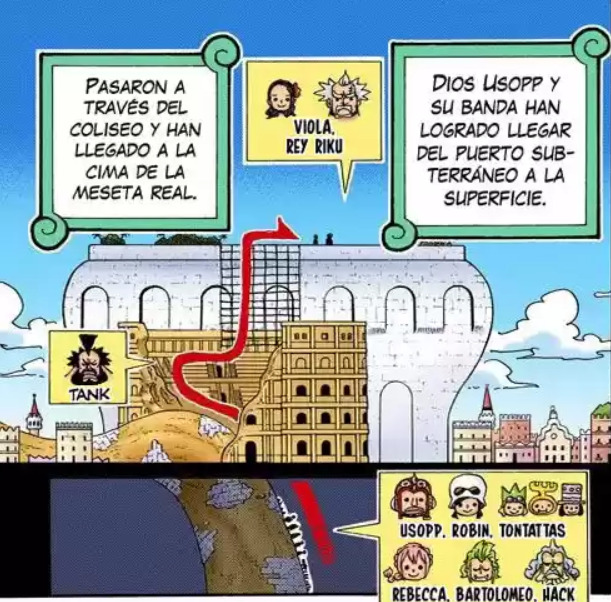 PASARON A
TRAVÉS DEL
COLISEO Y HAN
LLEGADO A LA
CIMA DE LA
MESETA REAL.
VIOLA,
REY RIKU
DIOS USOPP Y
SU BANDA HAN
LOGRADO LLEGAR
DEL PUERTO SUB-
TERRÁNEO A LA
SUPERFICIE.
TANK
USOPP, ROBIN, TONTATTAS
REBECCA, BARTOLOMEO, HACK